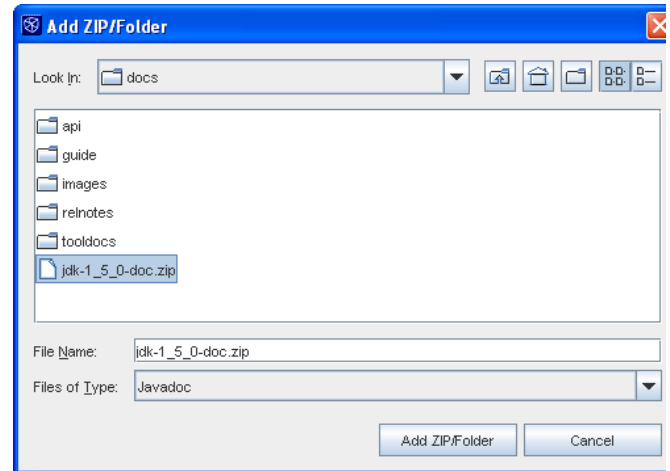 Add ZIP/Folder
Look In: docs
api
guide
images
relnotes
tooldocs
jdk-1_5_0-doc.zip
File Name: jdk-1_5_0-doc.zip
Files of Type: Javadoc
Add ZIP/Folder Cancel